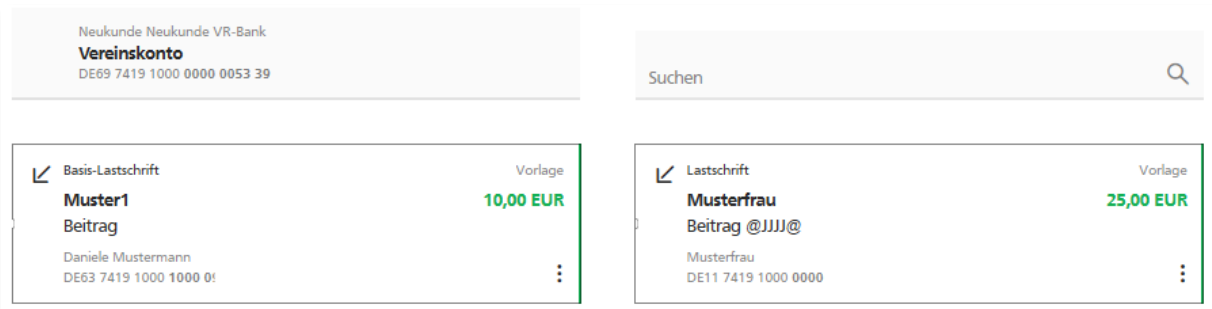 Neukunde Neukunde VR-Bank
Vereinskonto
DE69 7419 1000 0000 0053 39
Suchen
Basis-Lastschrift
Vorlage
Muster1
10,00 EUR
Beitrag
Daniele Mustermann
DE63 7419 1000 1000
Lastschrift
Vorlage
Musterfrau
25,00 EUR
Beitrag @JJJJ@
Musterfrau
DE11 7419 1000 0000